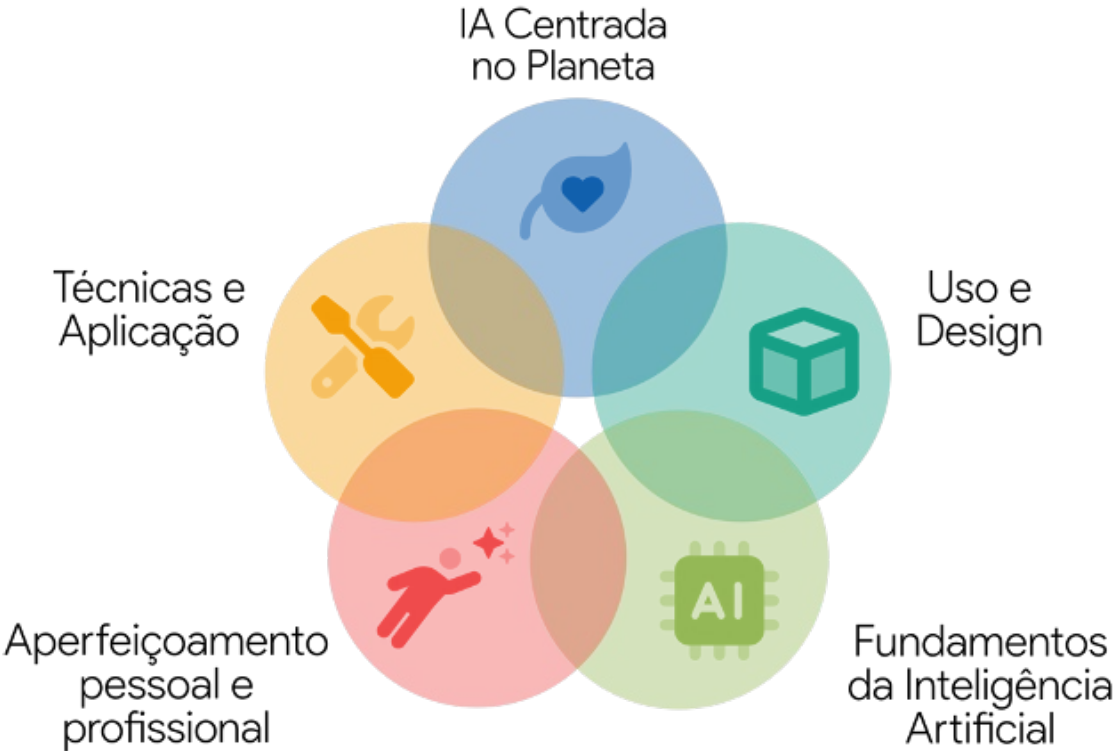 IA Centrada
no Planeta
Técnicas e
Aplicação
Uso e
Design
AI
Aperfeiçoamento
pessoal e
profissional
Fundamentos
da Inteligência
Artificial